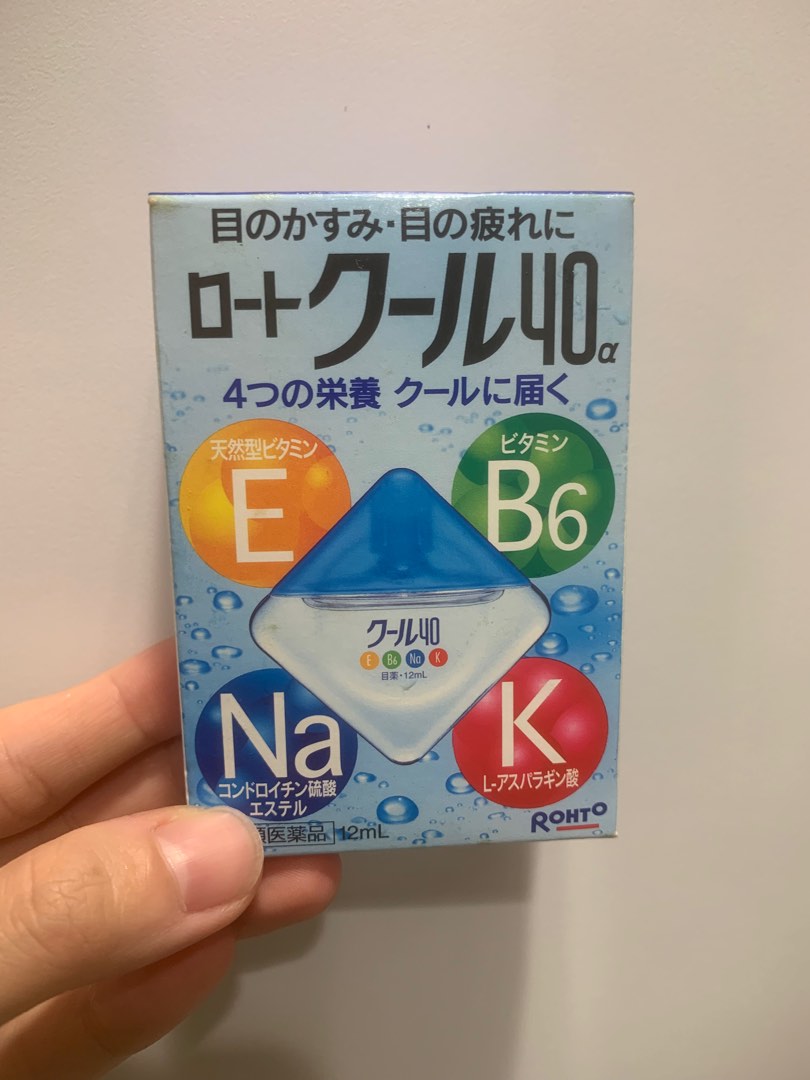 目のかすみ・目の疲れに
ロートクール40α
4つの栄養 クールに届く
天然型ビタミン
E
ビタミン
B6
クール40
E B6 Na K
目薬・12mL
Na
コンドロイチン硫酸
エステル
K
L-アスパラギン酸
類医薬品 12mL
ROHTO